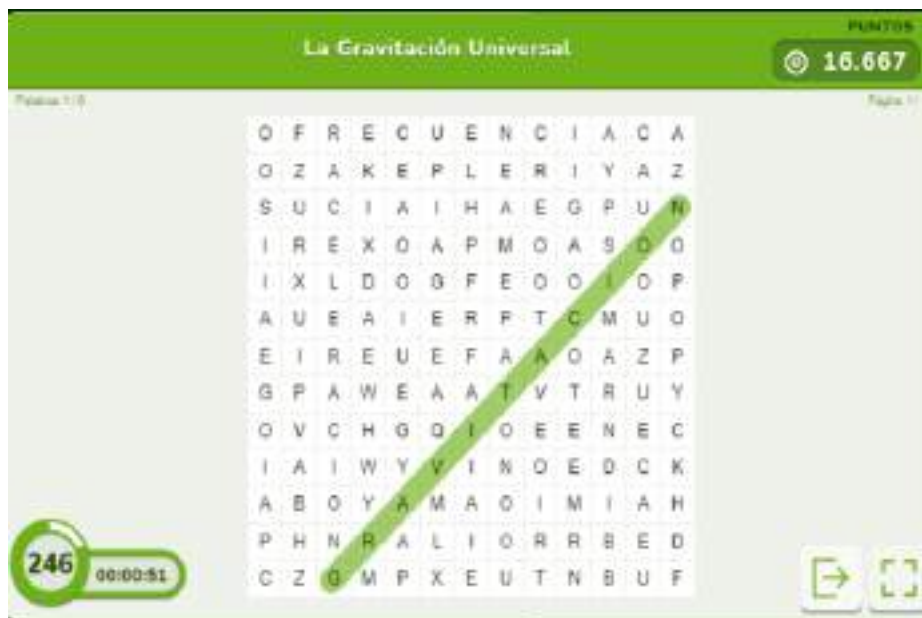 PUNTOS
La Gravitación Universal
16.667
O F R E C U E N C I A C A
O Z A K E P L E R I Y A Z
S U C I A I H A E G P U N
I R E X O A P M O A S O O
I X L D O G F E O O I O P
A U E A I E R P T C M U O
E I R E U E F A A O A Z P
G P A W E A A T V T R U Y
O V C H G Q I O E E N E C
I A I W Y V I N O E D C K
A B O Y A M A O I M I A H
P H N R A L I O R R B E D
C Z G M P X E U T N B U F
246
00:00:51